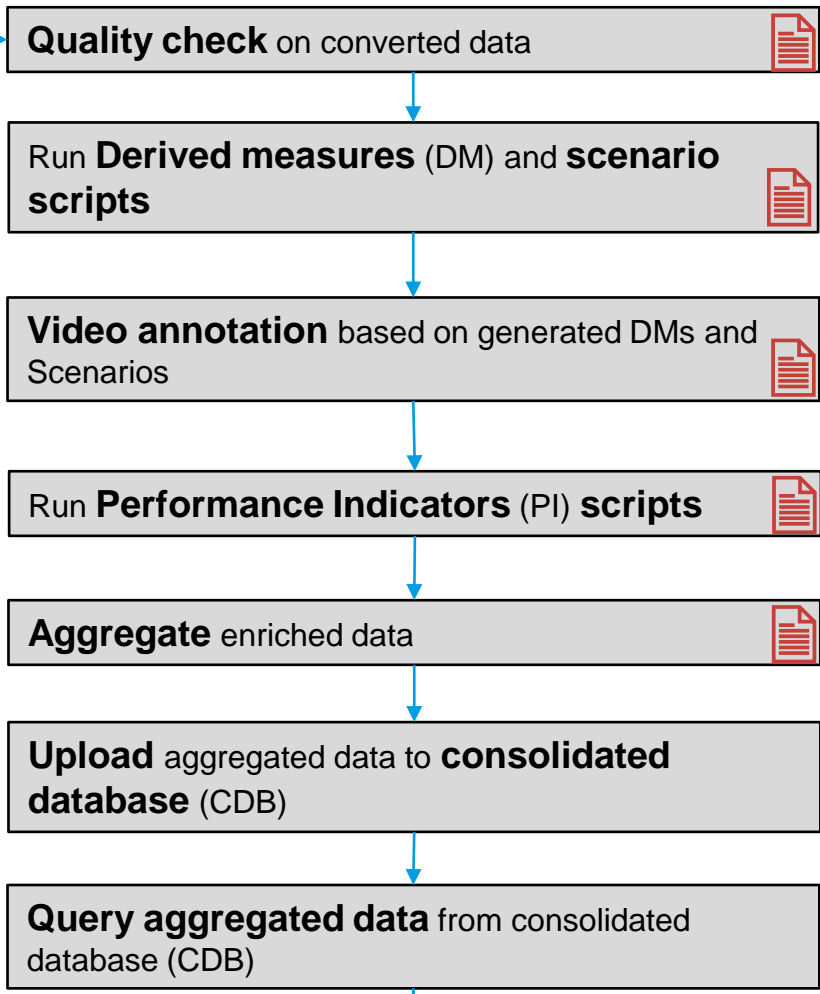 Quality check on converted data
Run Derived measures (DM) and scenario
scripts
Video annotation based on generated DMs and
Scenarios
Run Performance Indicators (PI) scripts
Aggregate enriched data
Upload aggregated data to consolidated
database (CDB)
Query aggregated data from consolidated
database (CDB)